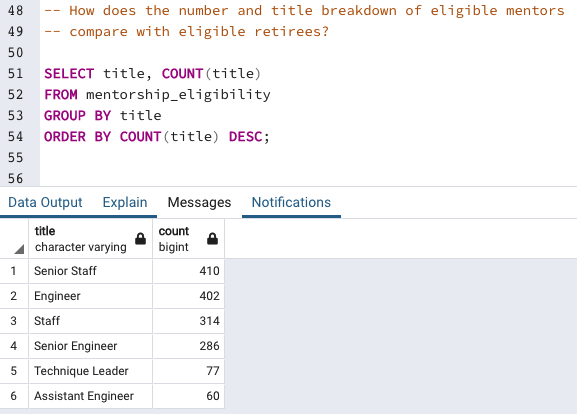 48 -- How does the number and title breakdown of eligible mentors
49 -- compare with eligible retirees?
50
51 SELECT title, COUNT(title)
52 FROM mentorship_eligibility
53 GROUP BY title
54 ORDER BY COUNT(title) DESC;
55
56
Data Output Explain Messages Notifications
title count
character varying bigint
1 Senior Staff 410
2 Engineer 402
3 Staff 314
4 Senior Engineer 286
5 Technique Leader 77
6 Assistant Engineer 60